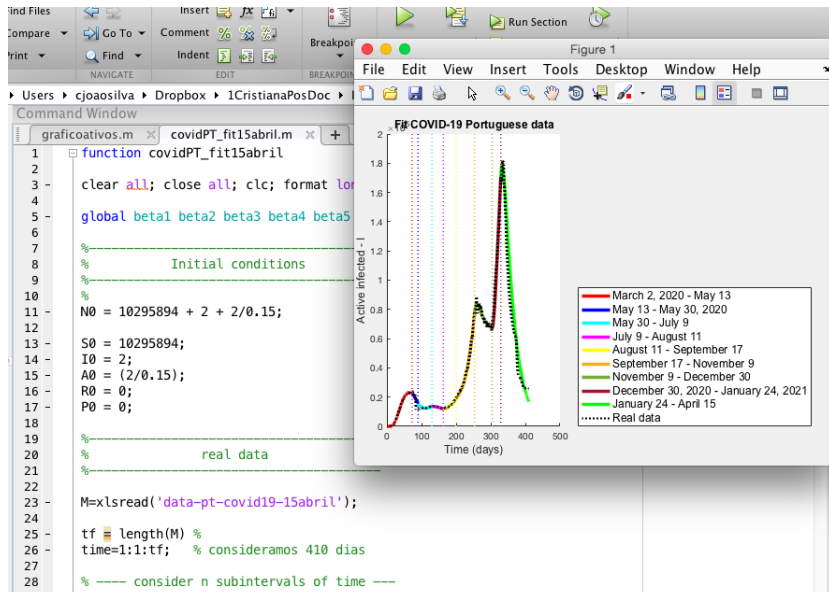 Find Files
Insert fx
Compare Go To Comment %
Run Section
Print Find Indent
NAVIGATE EDIT
Users cjoaosilva Dropbox 1CristianaPosDoc
Command Window
graficoativos.m × covidPT_fit15abril.m × +
1 function covidPT_fit15abril
2
3 - clear all; close all; clc; format
4
5 - global beta1 beta2 beta3 beta4 beta5
6
7 %
8 % Initial conditions
9 %
10 %
11 - N0 = 10295894 + 2 + 2/0.15;
12
13 - S0 = 10295894;
14 - I0 = 2;
15 - A0 = (2/0.15);
16 - R0 = 0;
17 - P0 = 0;
18
19 %
20 % real data
21 %
22
23 - M=xlsread('data-pt-covid19-15abril');
24
25 - tf = length(M) %
26 - time=1:1:tf; % consideramos 410 dias
27
28 % ---- consider n subintervals of time ---
Figure 1
File Edit View Insert Tools Desktop Window Help
Fit COVID-19 Portuguese data
2
1.8
1.6
1.4
1.2
1
0.8
0.6
0.4
0.2
0
Active infected - I
0 100 200 300 400 500
Time (days)
March 2, 2020 - May 13
May 13 - May 30, 2020
May 30 - July 9
July 9 - August 11
August 11 - September 17
September 17 - November 9
November 9 - December 30
December 30, 2020 - January 24, 2021
January 24 - April 15
Real data